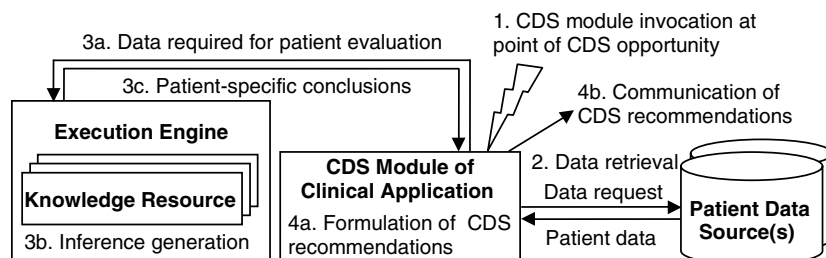 3a. Data required for patient evaluation
3c. Patient-specific conclusions
1. CDS module invocation at
point of CDS opportunity
4b. Communication of
CDS recommendations
Execution Engine
Knowledge Resource
3b. Inference generation
CDS Module of
Clinical Application
4a. Formulation of CDS
recommendations
2. Data retrieval
Data request
Patient data
Patient Data
Source(s)